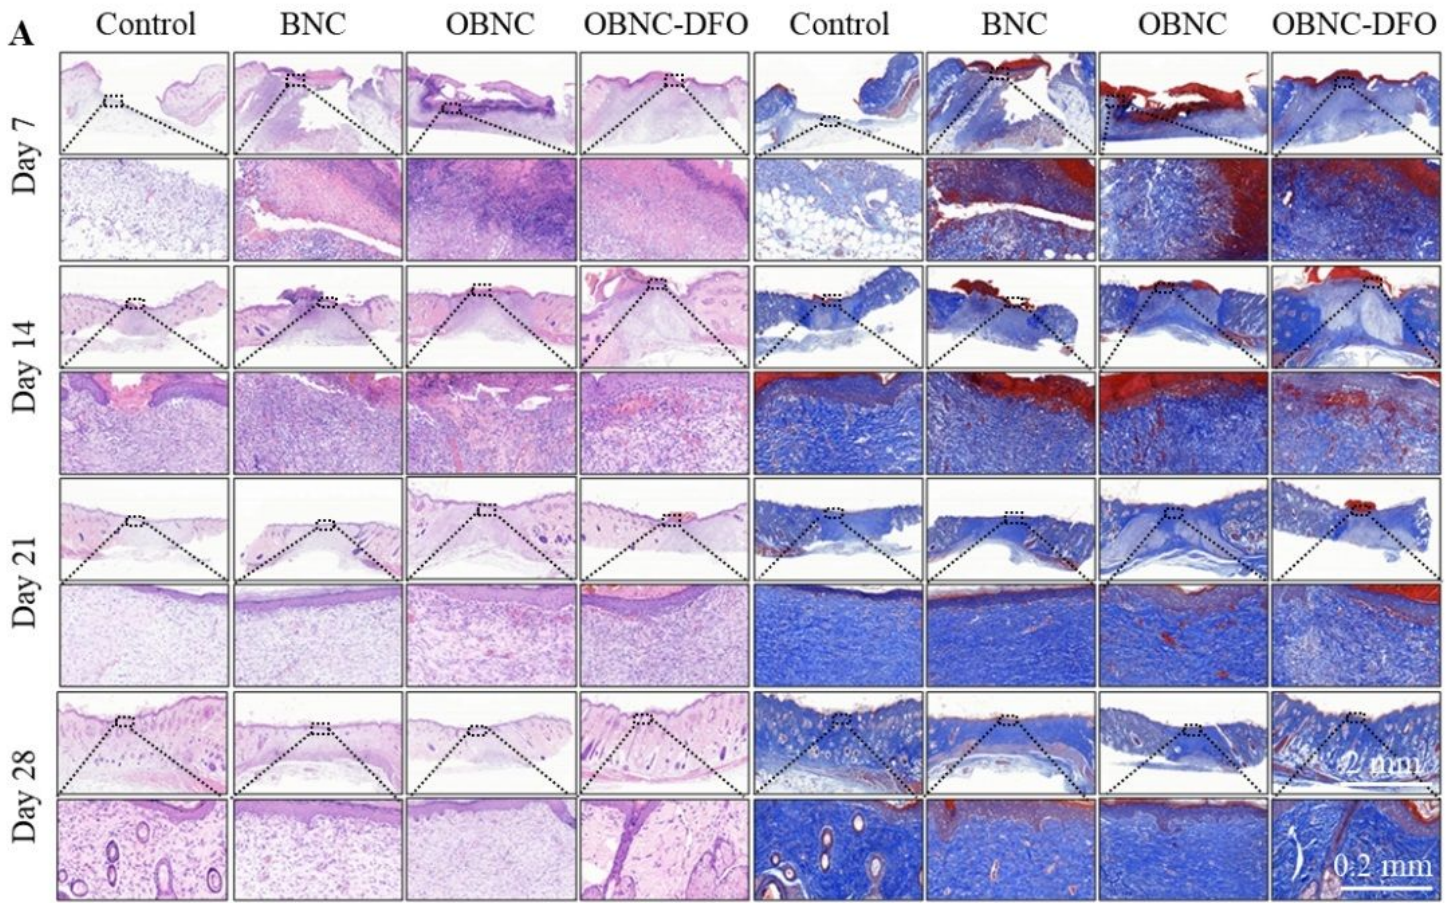 A
Control BNC OBNC OBNC-DFO Control BNC OBNC OBNC-DFO
Day 7
Day 14
Day 21
Day 28
2 mm
0.2 mm